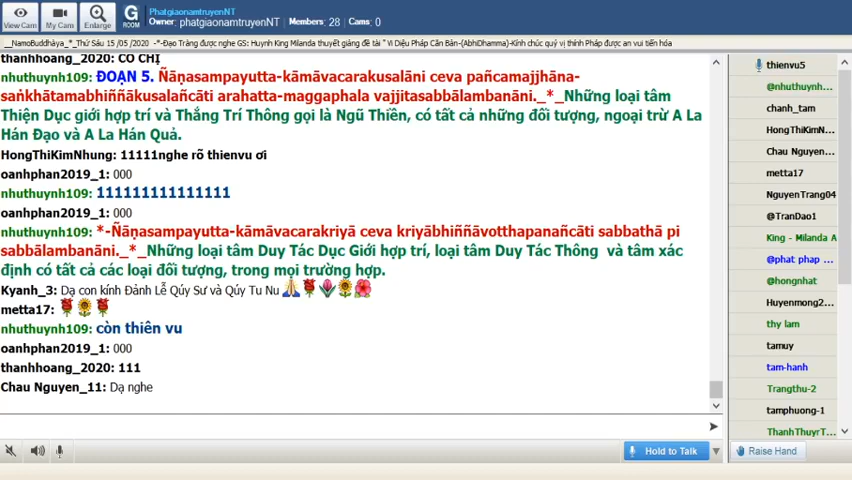 PhatgiaonamtruyenNT
Owner: phatgiaonamtruyenNT Members: 28 Cams: 0
View Cam My Cam Enlarge G ROOM
__NamoBuddhàya_*_Thứ Sáu 15 /05 /2020 -*-Đạo Tràng được nghe GS: Huynh King Milanda thuyết giảng đề tài " Vi Diệu Pháp Căn Bản-(AbhiDhamma)-Kính chúc quý vị thính Pháp được an vui tiến hóa
thanhhoang_2020: CÓ CHỊ
nhuthuynh109: ĐOẠN 5. Ñāṇasampayutta-kāmāvacarakusalāni ceva pañcamajjhāna-
saṅkhātamabhiññākusalañcāti arahatta-maggaphala vajjitasabbālambanāni._*_Những loại tâm
Thiện Dục giới hợp trí và Thắng Trí Thông gọi là Ngũ Thiền, có tất cả những đối tượng, ngoại trừ A La
Hán Đạo và A La Hán Quả.
HongThiKimNhung: 11111nghe rõ thienvu ơi
oanhphan2019_1: 000
nhuthuynh109: 111111111111111
oanhphan2019_1: 000
nhuthuynh109: *-Ñāṇasampayutta-kāmāvacarakriyā ceva kriyābhiññāvotthapanañcāti sabbathā pi
sabbālambanāni._*_Những loại tâm Duy Tác Dục Giới hợp trí, loại tâm Duy Tác Thông và tâm xác
định có tất cả các loại đối tượng, trong mọi trường hợp.
Kyanh_3: Dạ con kính Đảnh Lễ Qúy Sư và Qúy Tu Nu 🙏🌹🌷🌻🌺
metta17: 🌹🌻🌹
nhuthuynh109: còn thiên vu
oanhphan2019_1: 000
thanhhoang_2020: 111
Chau Nguyen_11: Dạ nghe
thienvu5
@nhuthuynh...
chanh_tam
HongThiKimN...
Chau Nguyen...
metta17
NguyenTrang04
@TranDao1
King - Milanda A
@phat phap ...
@hongnhat
Huyenmong2...
thy lam
tamuy
tam-hanh
Trangthu-2
tamphuong-1
ThanhThuyrT...
Hold to Talk
Raise Hand